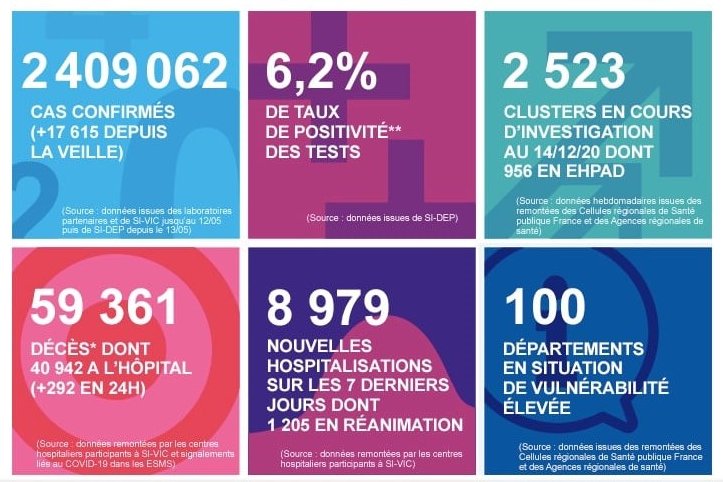 2 409 062
CAS CONFIRMÉS
(+17 615 DEPUIS
LA VEILLE)
(Source : données issues des laboratoires
partenaires et de SI-VIC jusqu'au 12/05
puis de SI-DEP depuis le 13/05)
6,2%
DE TAUX
DE POSITIVITÉ**
DES TESTS
(Source : données issues de SI-DEP)
2 523
CLUSTERS EN COURS
D'INVESTIGATION
AU 14/12/20 DONT
956 EN EHPAD
(Source : données hebdomadaires issues des
remontées des Cellules régionales de Santé
publique France et des Agences régionales de
santé)
59 361
DÉCÈS* DONT
40 942 A L'HÔPITAL
(+292 EN 24H)
(Source : données remontées par les centres
hospitaliers participants à SI-VIC et signalements
liés au COVID-19 dans les ESMS)
8 979
NOUVELLES
HOSPITALISATIONS
SUR LES 7 DERNIERS
JOURS DONT
1 205 EN RÉANIMATION
(Source : données remontées par les centres
hospitaliers participants à SI-VIC)
100
DÉPARTEMENTS
EN SITUATION
DE VULNÉRABILITÉ
ÉLEVÉE
(Source : données issues des remontées des
Cellules régionales de Santé publique France
et des Agences régionales de santé)